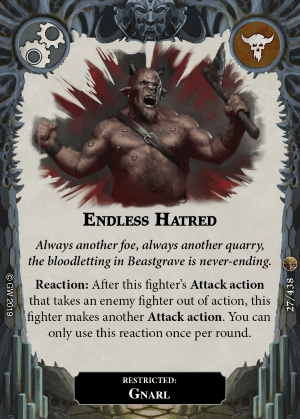 ENDLESS HATRED
Always another foe, always another quarry,
the bloodletting in Beastgrave is never-ending.
Reaction: After this fighter's Attack action
that takes an enemy fighter out of action, this
fighter makes another Attack action. You can
only use this reaction once per round.
© GW 2019
27/438
RESTRICTED:
GNARL